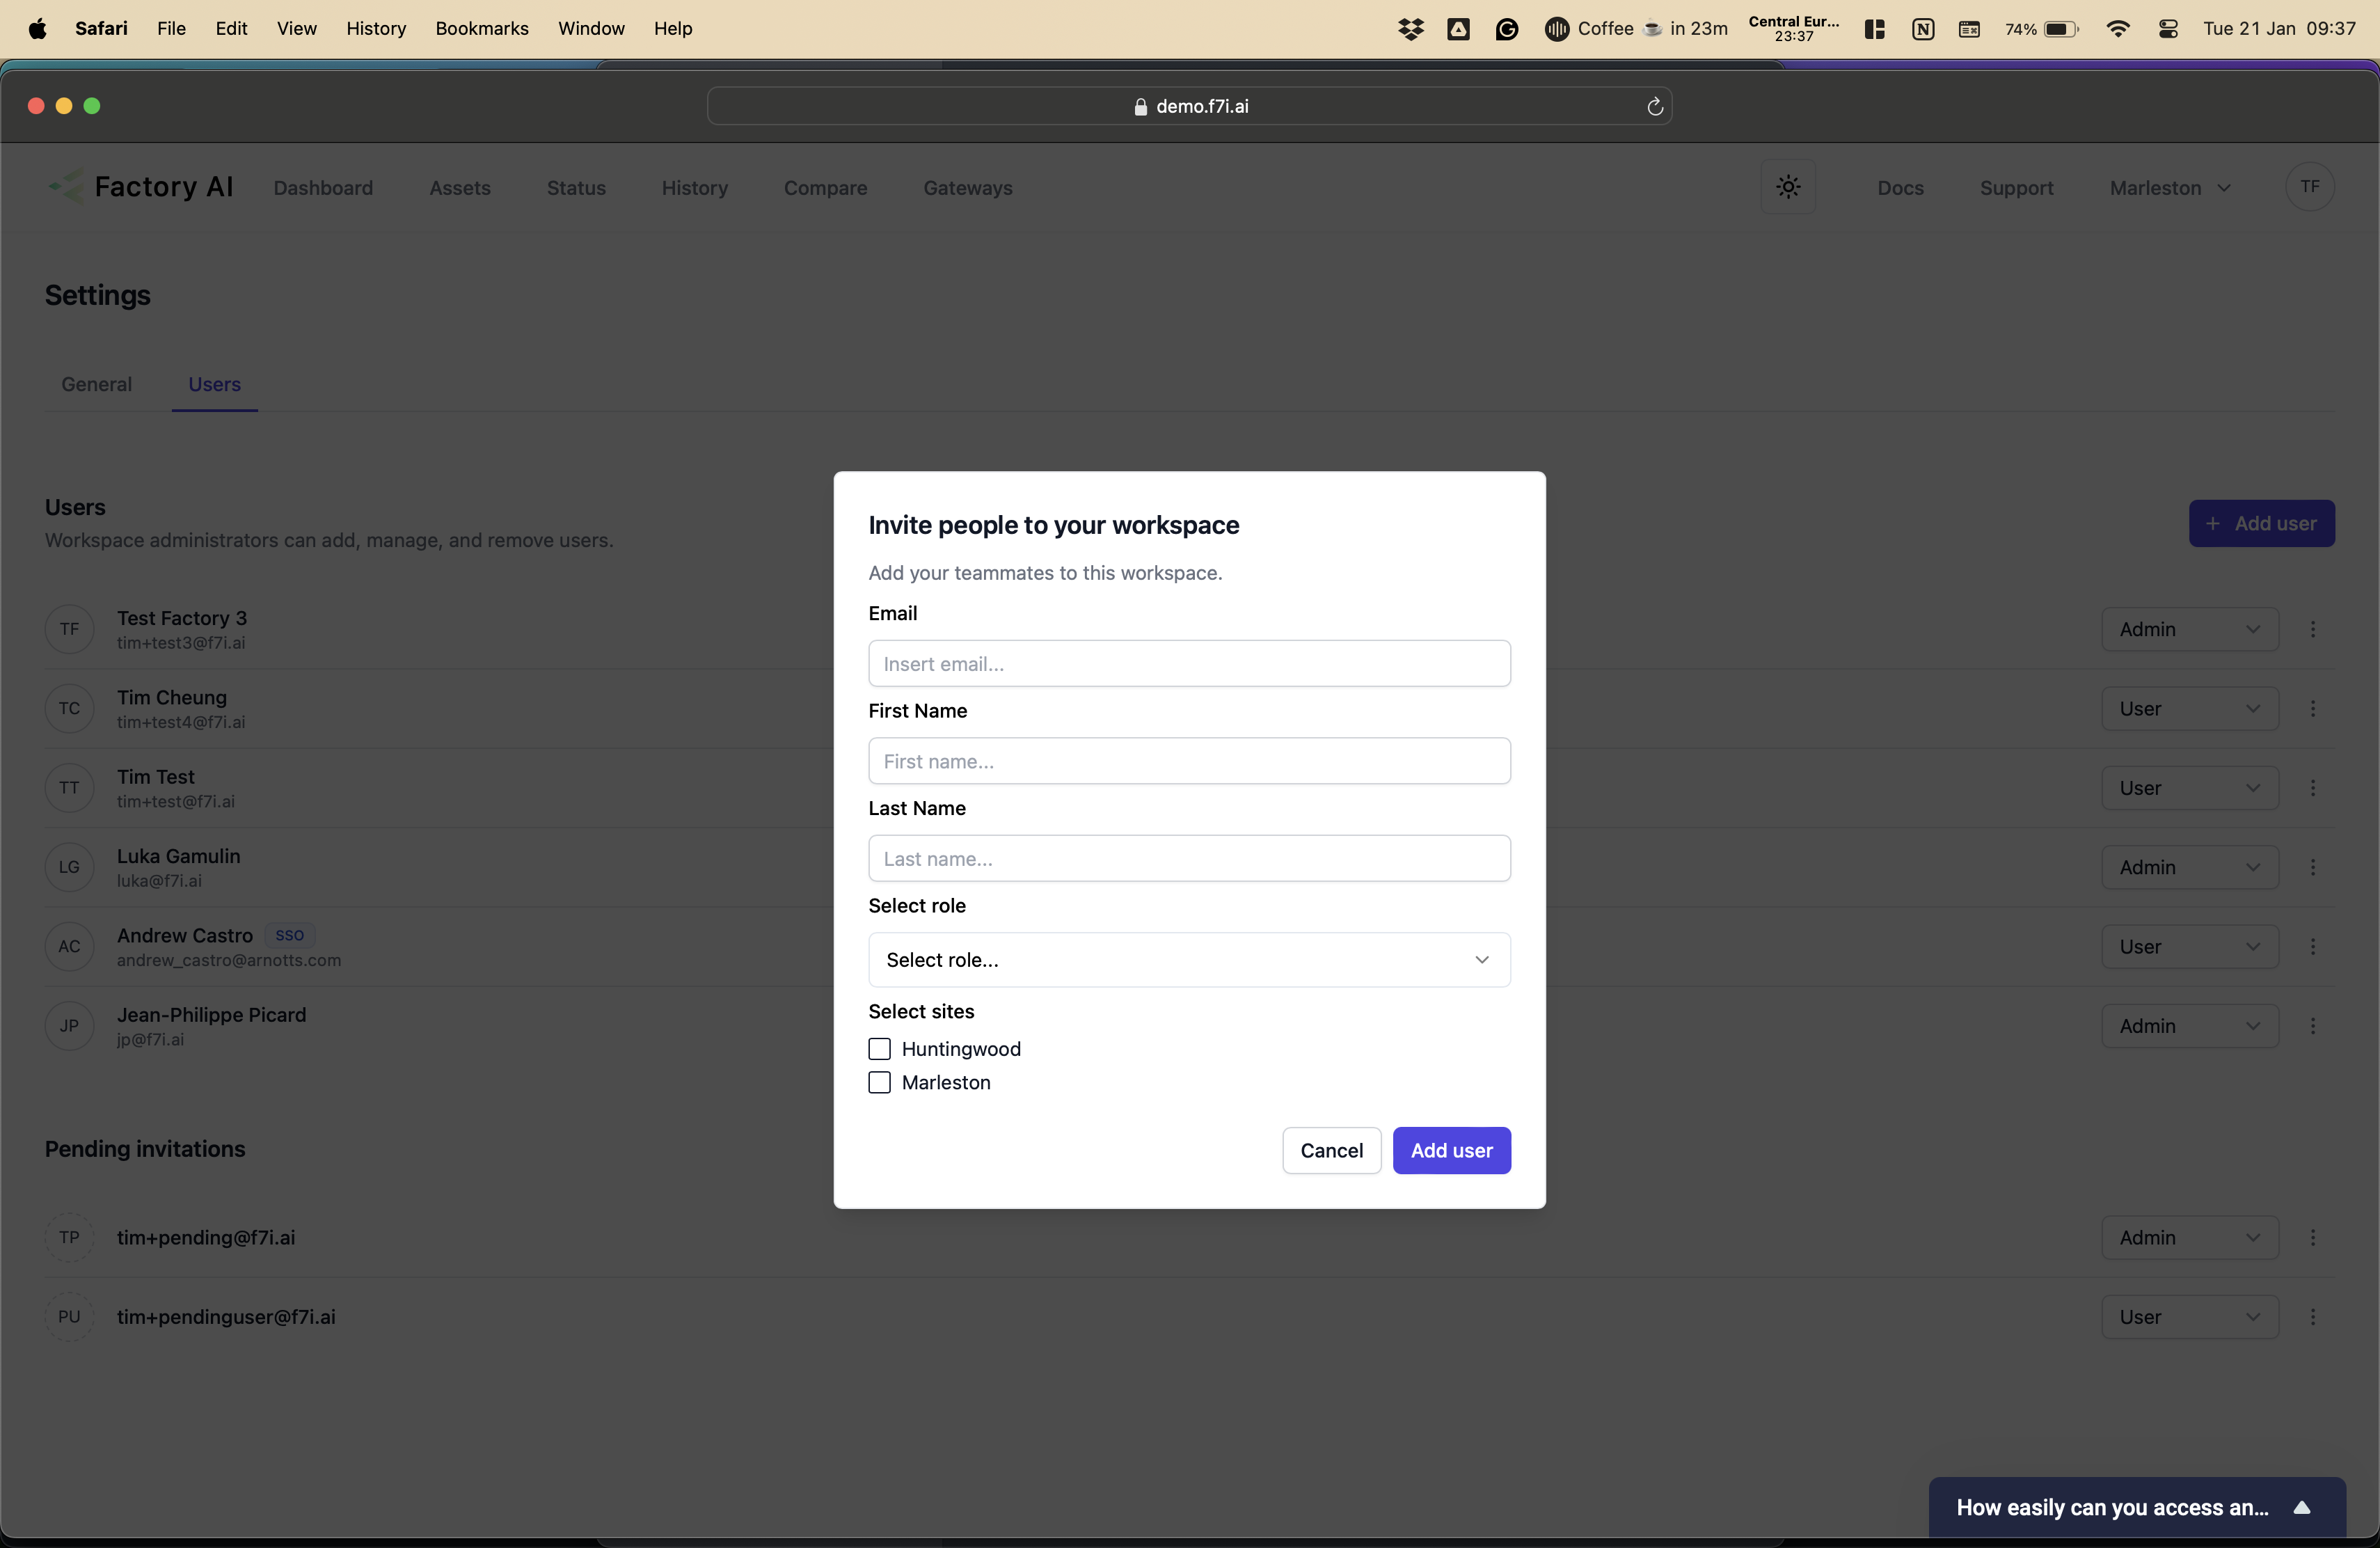 Safari File Edit View History Bookmarks Window Help
Coffee ☕ in 23m
Central Eur...
23:37
74%
Tue 21 Jan 09:37
demo.f7i.ai
Factory AI
Dashboard Assets Status History Compare Gateways
Docs Support Marleston TF
Settings
General Users
Users
Workspace administrators can add, manage, and remove users.
+ Add user
TF Test Factory 3
tim+test3@f7i.ai
Admin
TC Tim Cheung
tim+test4@f7i.ai
User
TT Tim Test
tim+test@f7i.ai
User
LG Luka Gamulin
luka@f7i.ai
Admin
AC Andrew Castro SSO
andrew_castro@arnotts.com
User
JP Jean-Philippe Picard
jp@f7i.ai
Admin
Pending invitations
TP tim+pending@f7i.ai
Admin
PU tim+pendinguser@f7i.ai
User
Invite people to your workspace
Add your teammates to this workspace.
Email
Insert email...
First Name
First name...
Last Name
Last name...
Select role
Select role...
Select sites
Huntingwood
Marleston
Cancel Add user
How easily can you access an...